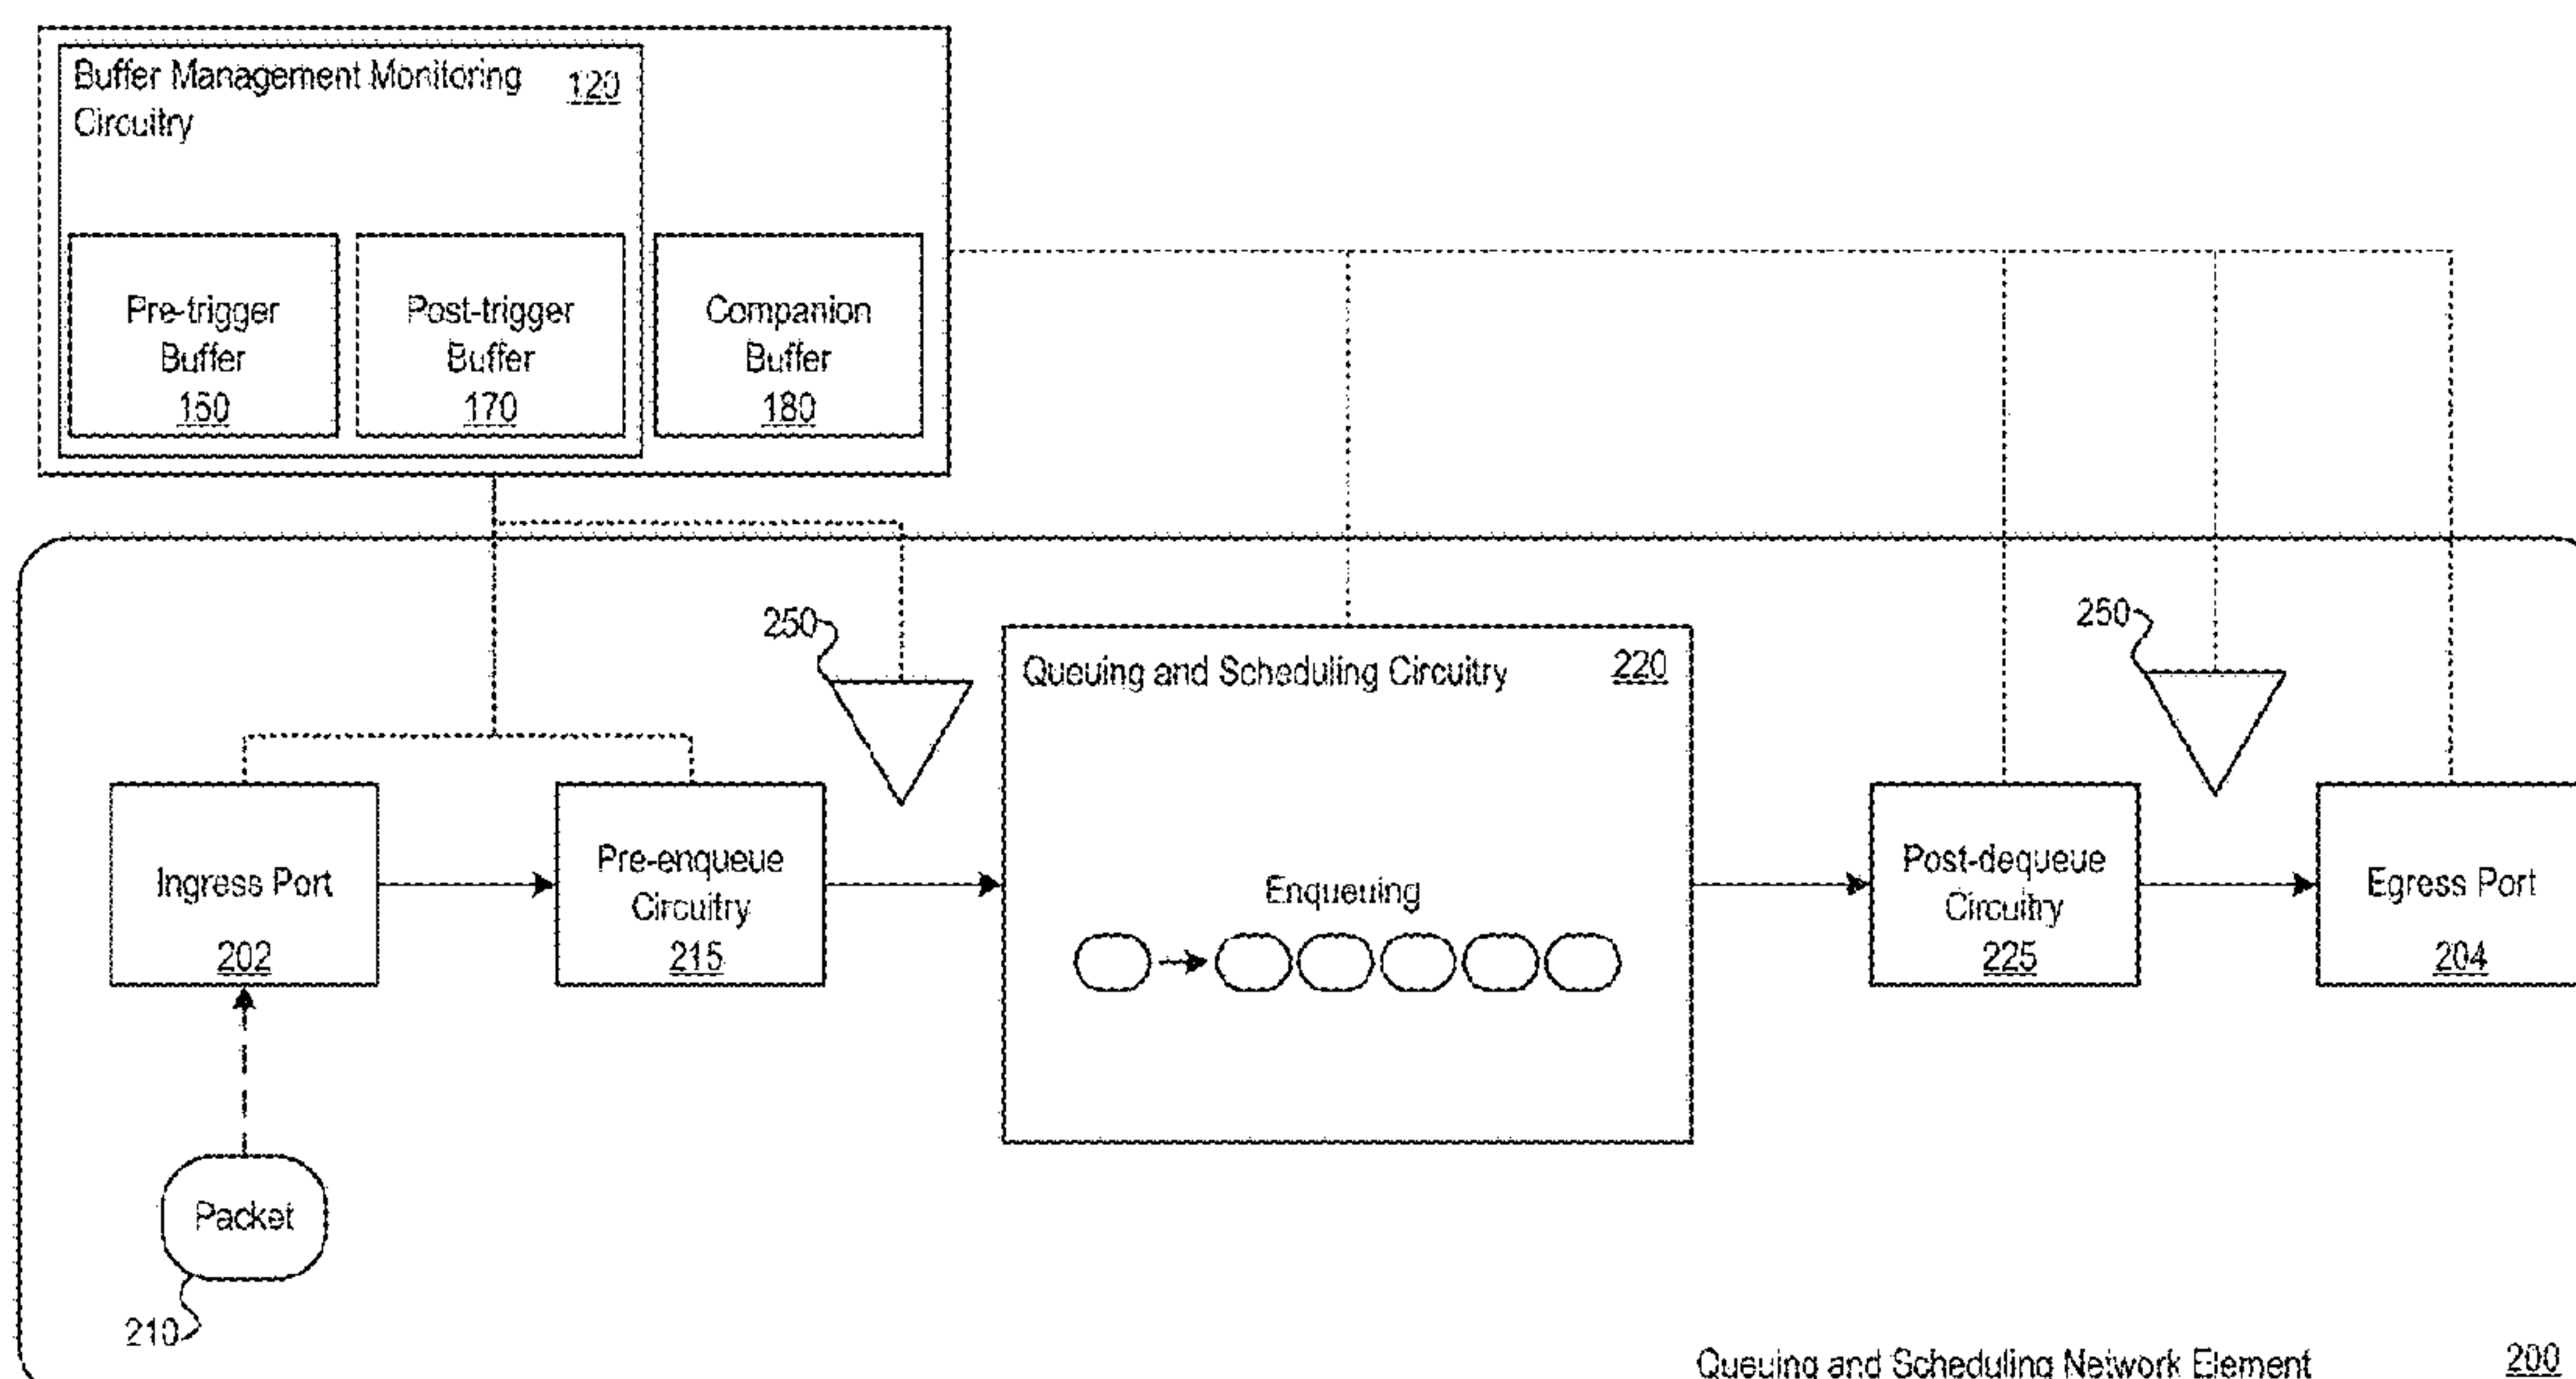 Buffer Management Monitoring 120
Circuitry
Pre-trigger
Buffer
150
Post-trigger
Buffer
170
Companion
Buffer
180
250
250
Queuing and Scheduling Circuitry 220
Ingress Port
202
Pre-enqueue
Circuitry
215
Enqueuing
Post-dequeue
Circuitry
225
Egress Port
204
Packet
210
Queuing and Scheduling Network Element 200